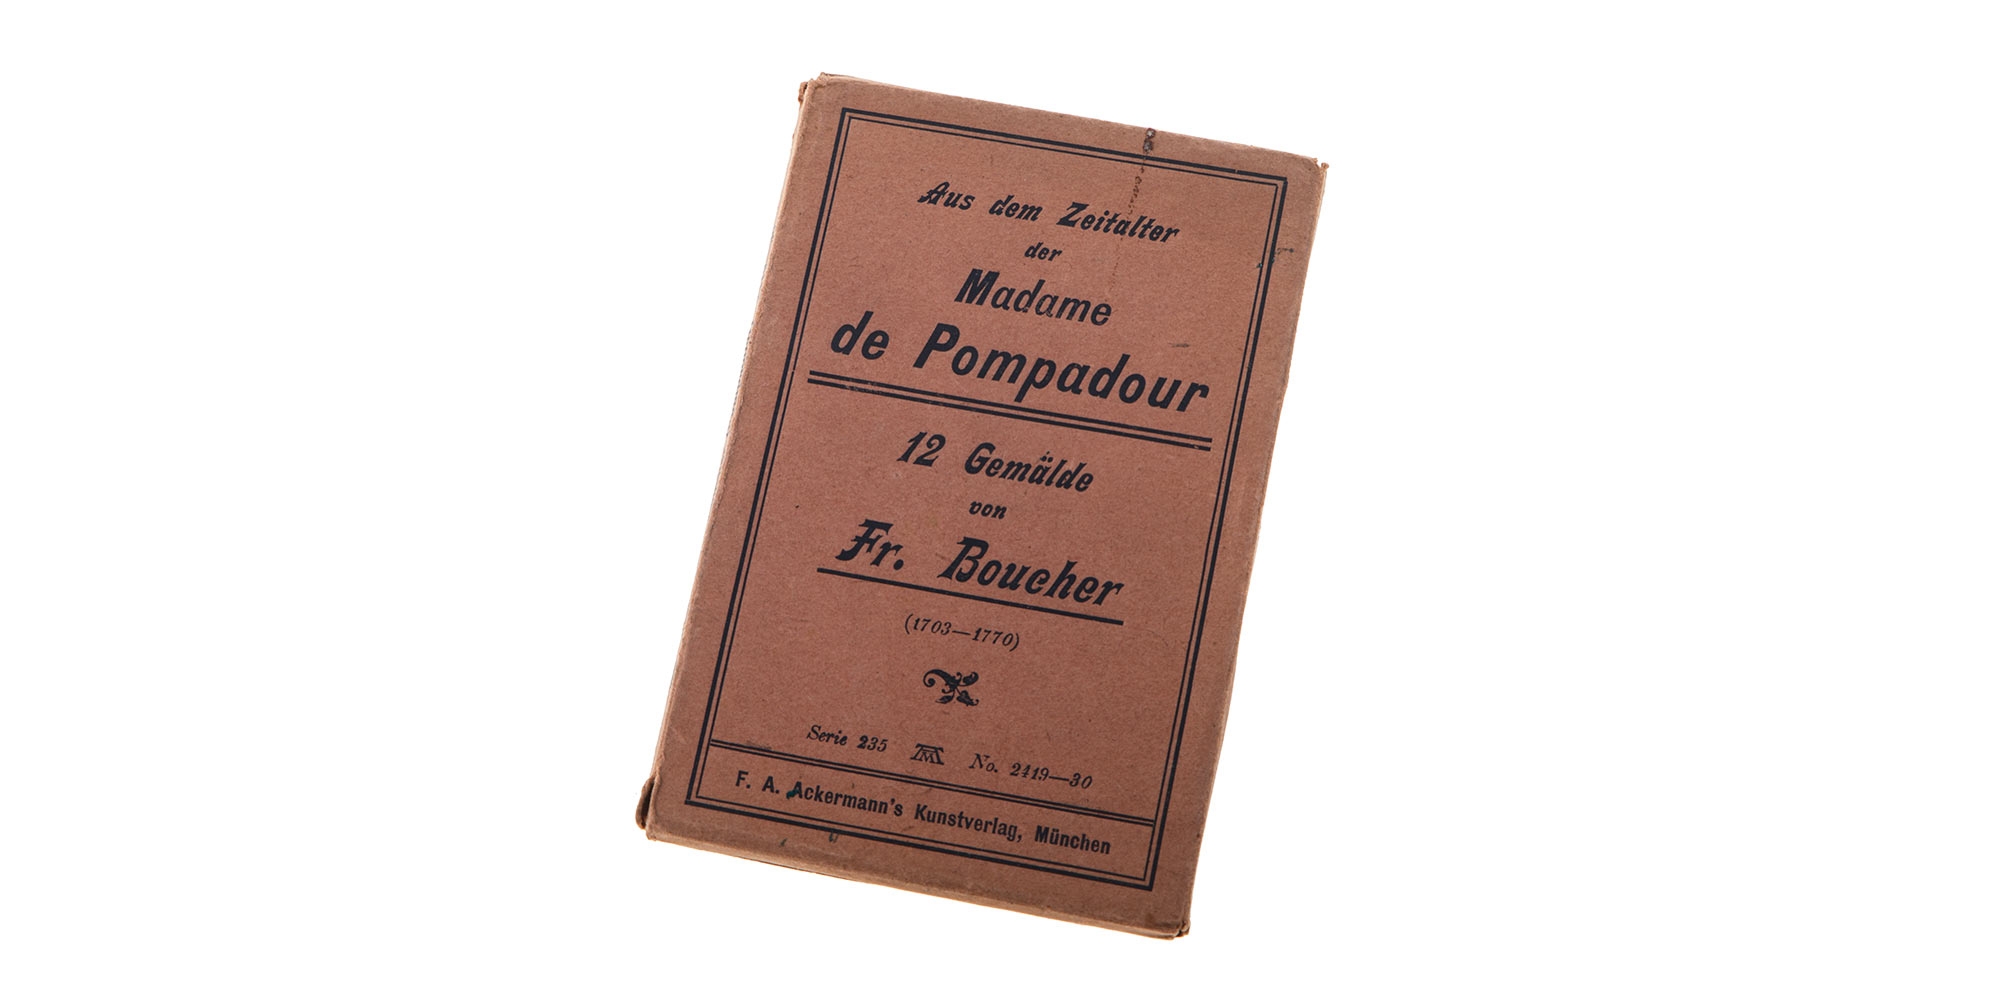 Aus dem Zeitalter
der
Madame
de Pompadour
12 Gemälde
von
Fr. Boucher
(1703—1770)
Serie 235 No. 2419—30
F. A. Ackermann's Kunstverlag, München